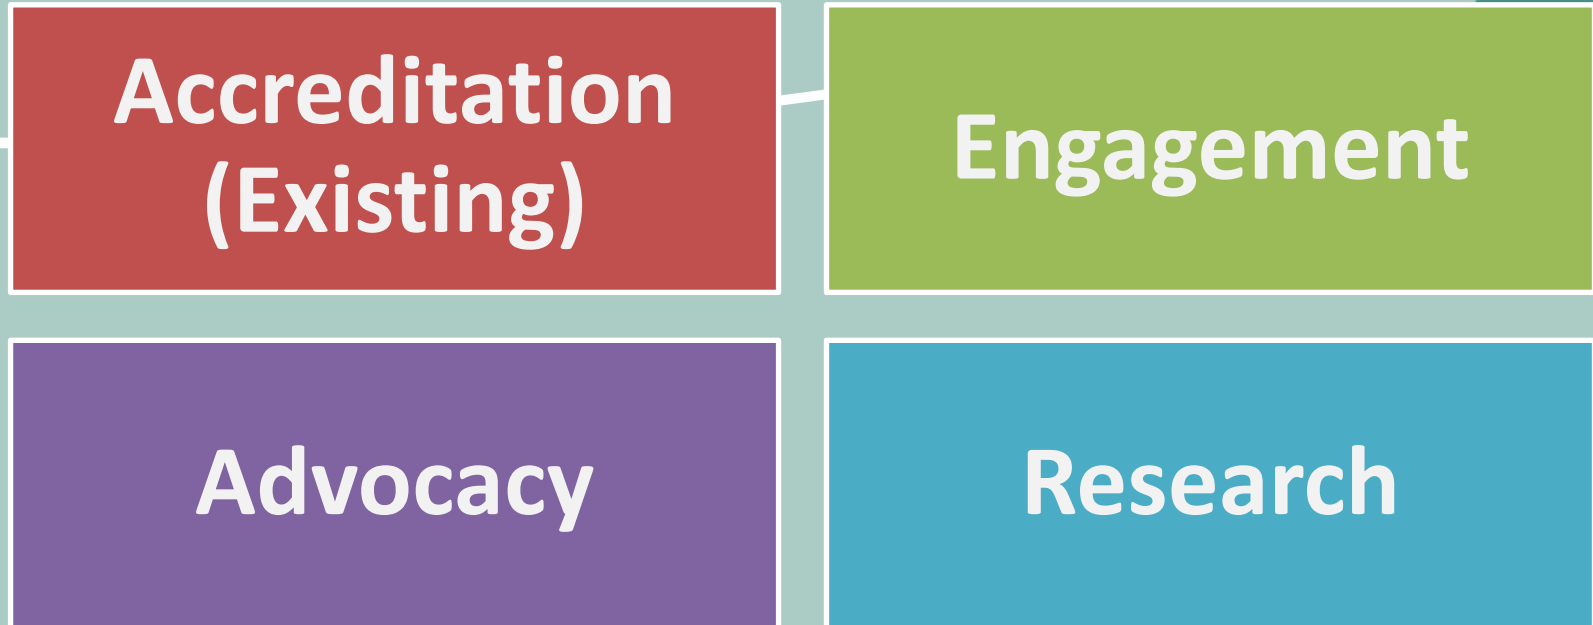 Accreditation
(Existing)
Engagement
Advocacy
Research